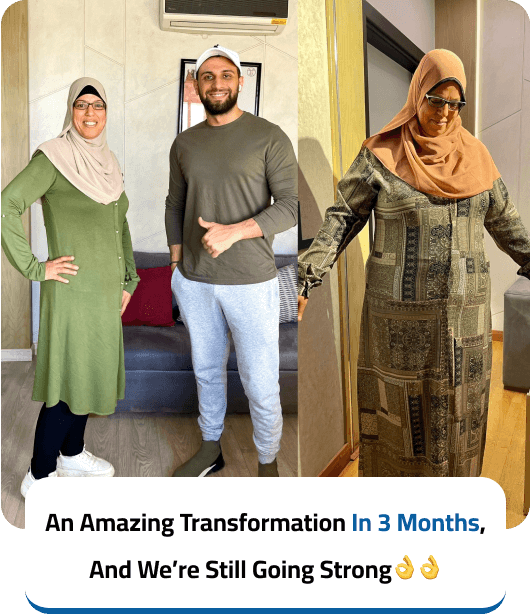 An Amazing Transformation In 3 Months,
And We’re Still Going Strong👌👌